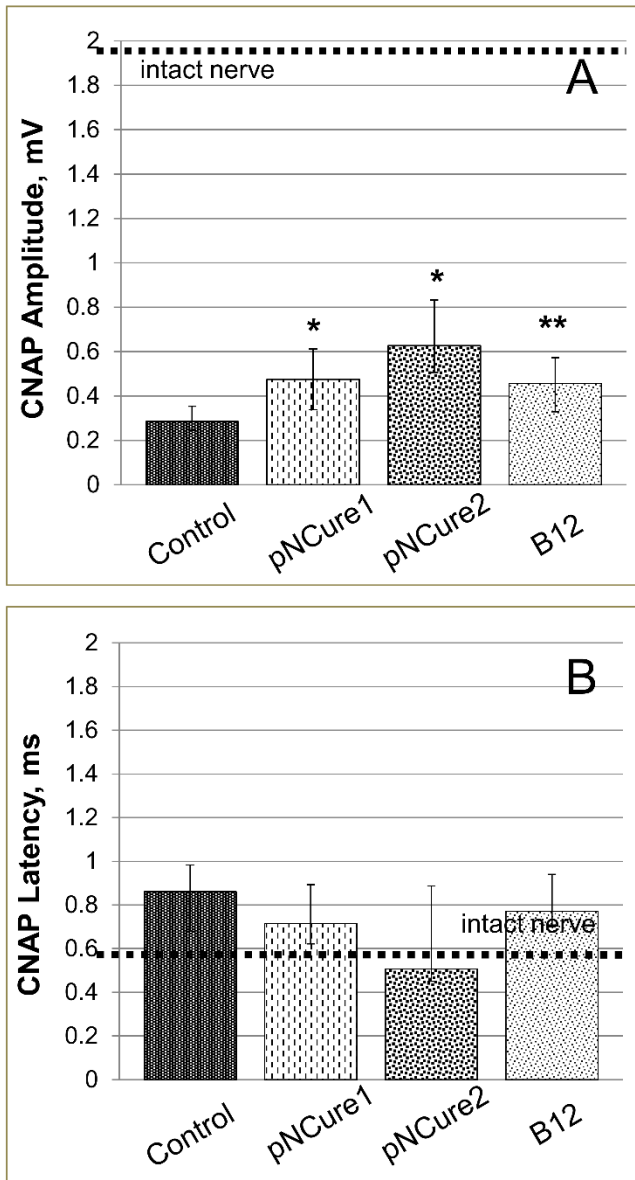 A
2
1.8
1.6
1.4
1.2
1
0.8
0.6
0.4
0.2
0
CNAP Amplitude, mV
intact nerve
*
*
**
Control
pNCure1
pNCure2
B12
B
2
1.8
1.6
1.4
1.2
1
0.8
0.6
0.4
0.2
0
CNAP Latency, ms
intact nerve
Control
pNCure1
pNCure2
B12